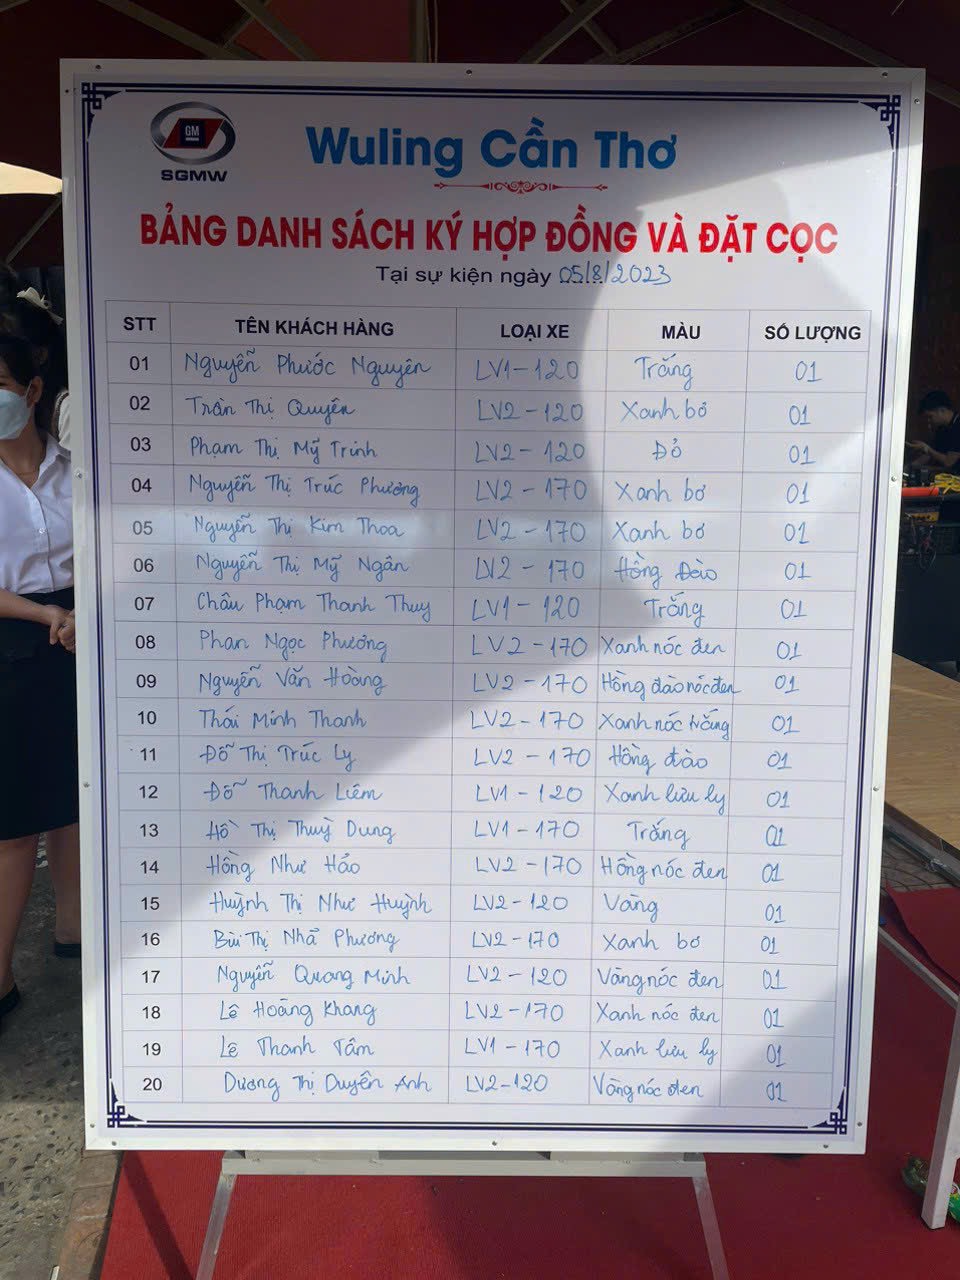 GM
SGMW
Wuling Cần Thơ
BẢNG DANH SÁCH KÝ HỢP ĐỒNG VÀ ĐẶT CỌC
Tại sự kiện ngày 05/8/2023
STT TÊN KHÁCH HÀNG LOẠI XE MÀU SỐ LƯỢNG
01 Nguyễn Phước Nguyên LV1-120 Trắng 01
02 Trần Thị Quyên LV2-120 Xanh bơ 01
03 Phạm Thị Mỹ Trinh LV2-120 Đỏ 01
04 Nguyễn Thị Trúc Phương LV2-170 Xanh bơ 01
05 Nguyễn Thị Kim Thoa LV2-170 Xanh bơ 01
06 Nguyễn Thị Mỹ Ngân LV2-170 Hồng Đào 01
07 Châu Phạm Thanh Thuy LV1-120 Trắng 01
08 Phan Ngọc Phương LV2-170 Xanh nóc đen 01
09 Nguyễn Văn Hoàng LV2-170 Hồng đào nóc đen 01
10 Thái Minh Thanh LV2-170 Xanh nóc trắng 01
11 Đỗ Thị Trúc Ly LV2-170 Hồng đào 01
12 Đỗ Thanh Liêm LV1-120 Xanh lưu ly 01
13 Hồ Thị Thuỳ Dung LV1-170 Trắng 01
14 Hồng Như Hảo LV2-170 Hồng nóc đen 01
15 Huỳnh Thị Như Huỳnh LV2-120 Vàng 01
16 Bùi Thị Nhã Phương LV2-170 Xanh bơ 01
17 Nguyễn Quang Minh LV2-120 Vàng nóc đen 01
18 Lê Hoàng Khang LV2-170 Xanh nóc đen 01
19 Lê Thanh Tâm LV1-170 Xanh lưu ly 01
20 Dương Thị Duyên Anh LV2-120 Vàng nóc đen 01